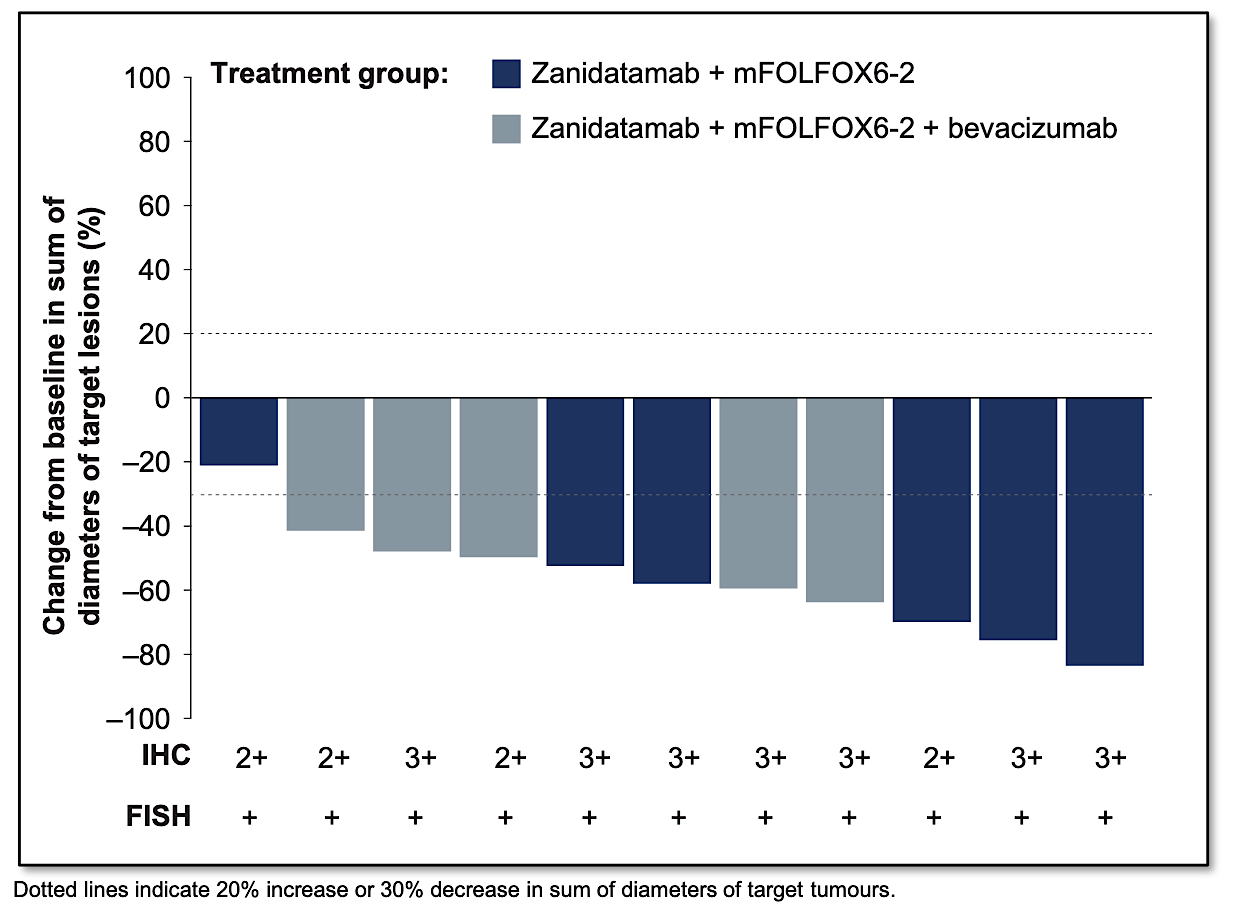 Treatment group:
Zanidatamab + mFOLFOX6-2
Zanidatamab + mFOLFOX6-2 + bevacizumab
Change from baseline in sum of
diameters of target lesions (%)
100
80
60
40
20
0
–20
–40
–60
–80
–100
IHC 2+ 2+ 3+ 2+ 3+ 3+ 3+ 3+ 2+ 3+ 3+
FISH + + + + + + + + + + +
Dotted lines indicate 20% increase or 30% decrease in sum of diameters of target tumours.